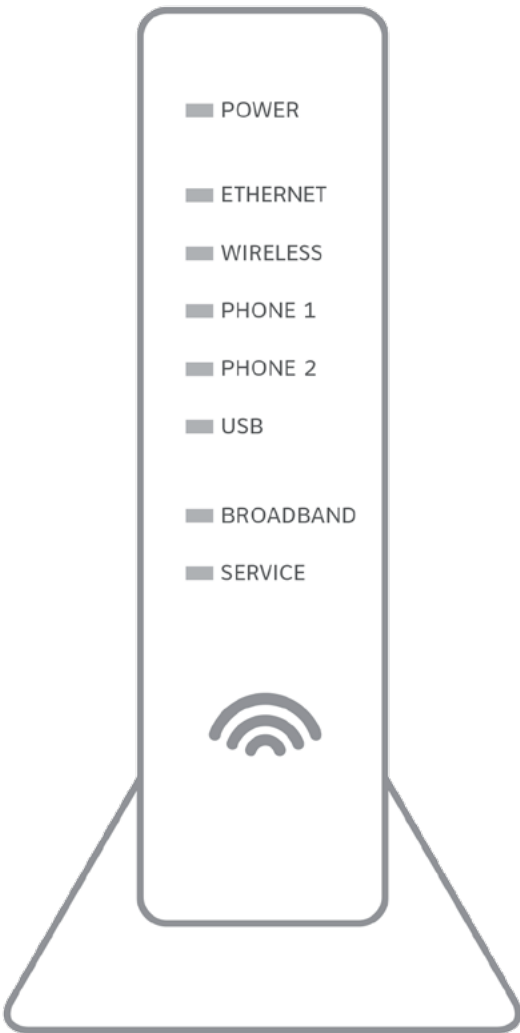 POWER
ETHERNET
WIRELESS
PHONE 1
PHONE 2
USB
BROADBAND
SERVICE